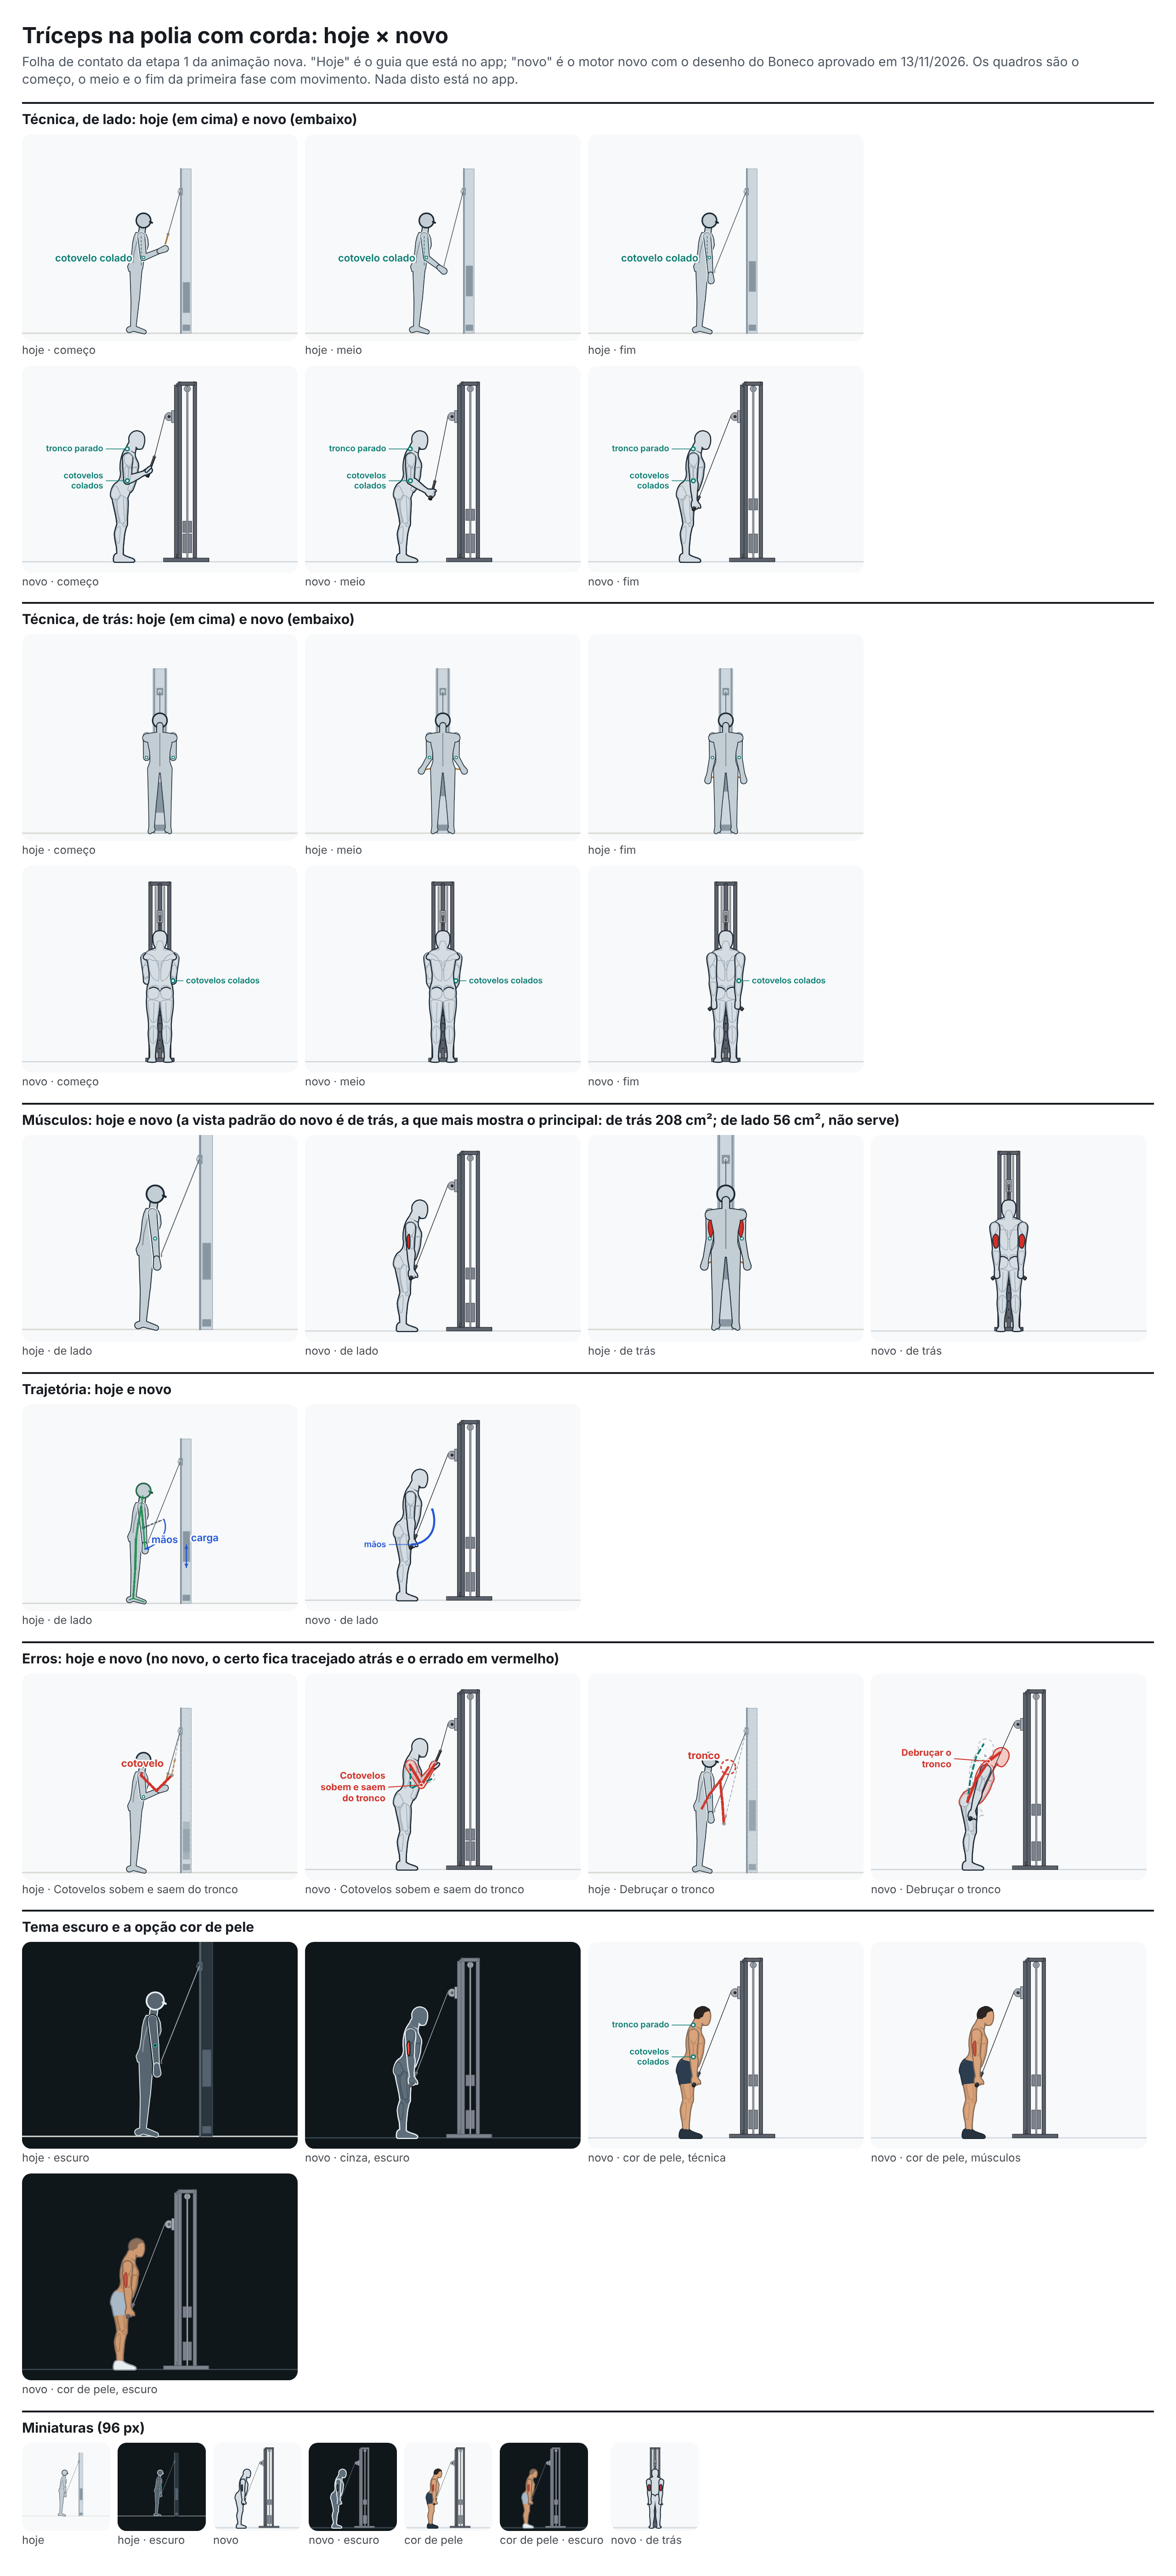 Tríceps na polia com corda: hoje × novo
Folha de contato da etapa 1 da animação nova. "Hoje" é o guia que está no app; "novo" é o motor novo com o desenho do Boneco aprovado em 13/11/2026. Os quadros são o
começo, o meio e o fim da primeira fase com movimento. Nada disto está no app.
Técnica, de lado: hoje (em cima) e novo (embaixo)
cotovelo colado
cotovelo colado
cotovelo colado
hoje · começo
hoje · meio
hoje · fim
tronco parado
cotovelos
colados
tronco parado
cotovelos
colados
tronco parado
cotovelos
colados
novo · começo
novo · meio
novo · fim
Técnica, de trás: hoje (em cima) e novo (embaixo)
hoje · começo
hoje · meio
hoje · fim
cotovelos colados
cotovelos colados
cotovelos colados
novo · começo
novo · meio
novo · fim
Músculos: hoje e novo (a vista padrão do novo é de trás, a que mais mostra o principal: de trás 208 cm²; de lado 56 cm², não serve)
hoje · de lado
novo · de lado
hoje · de trás
novo · de trás
Trajetória: hoje e novo
mãos
carga
mãos
hoje · de lado
novo · de lado
Erros: hoje e novo (no novo, o certo fica tracejado atrás e o errado em vermelho)
cotovelo
Cotovelos
sobem e saem
do tronco
tronco
Debruçar o
tronco
hoje · Cotovelos sobem e saem do tronco
novo · Cotovelos sobem e saem do tronco
hoje · Debruçar o tronco
novo · Debruçar o tronco
Tema escuro e a opção cor de pele
tronco parado
cotovelos
colados
hoje · escuro
novo · cinza, escuro
novo · cor de pele, técnica
novo · cor de pele, músculos
novo · cor de pele, escuro
Miniaturas (96 px)
hoje
hoje · escuro
novo
novo · escuro
cor de pele
cor de pele · escuro
novo · de trás